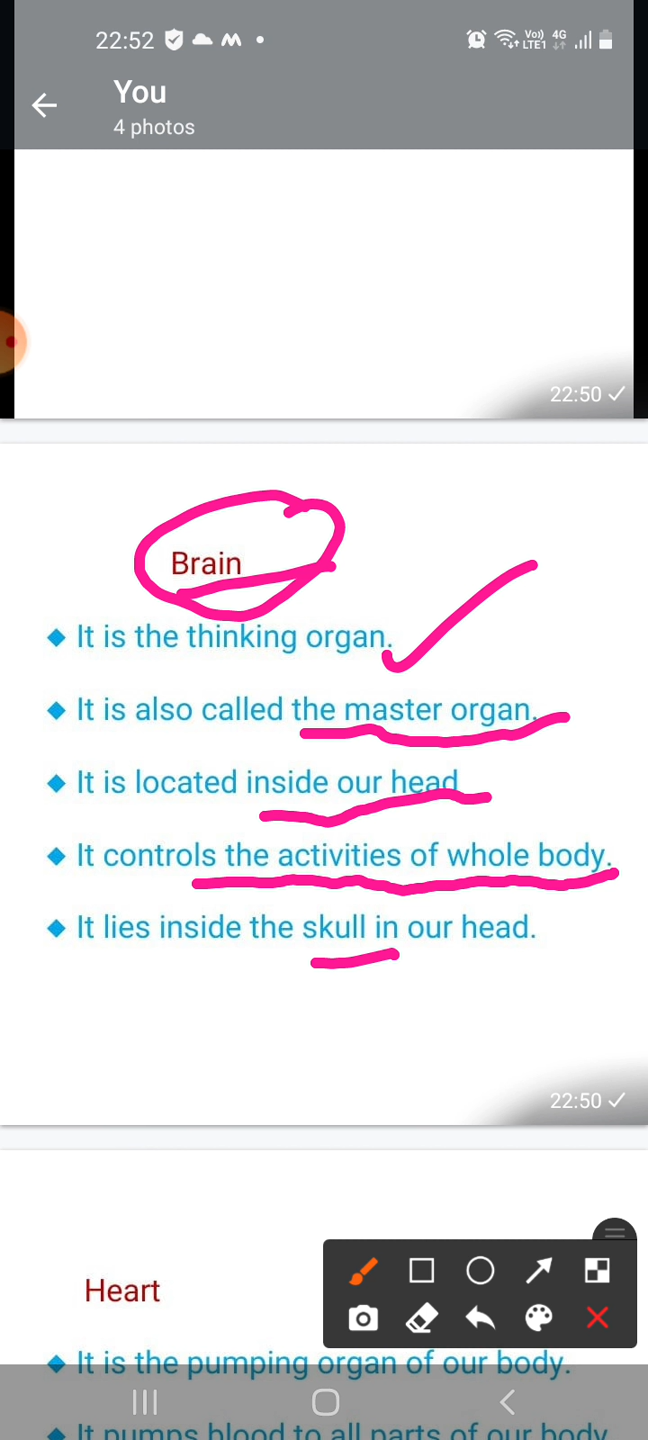 22:52
Vo)) 4G
LTE1
You
4 photos
22:50
Brain
It is the thinking organ.
It is also called the master organ.
It is located inside our head
It controls the activities of whole body.
It lies inside the skull in our head.
22:50
Heart
It is the pumping organ of our body.
It pumps blood to all parts of our body